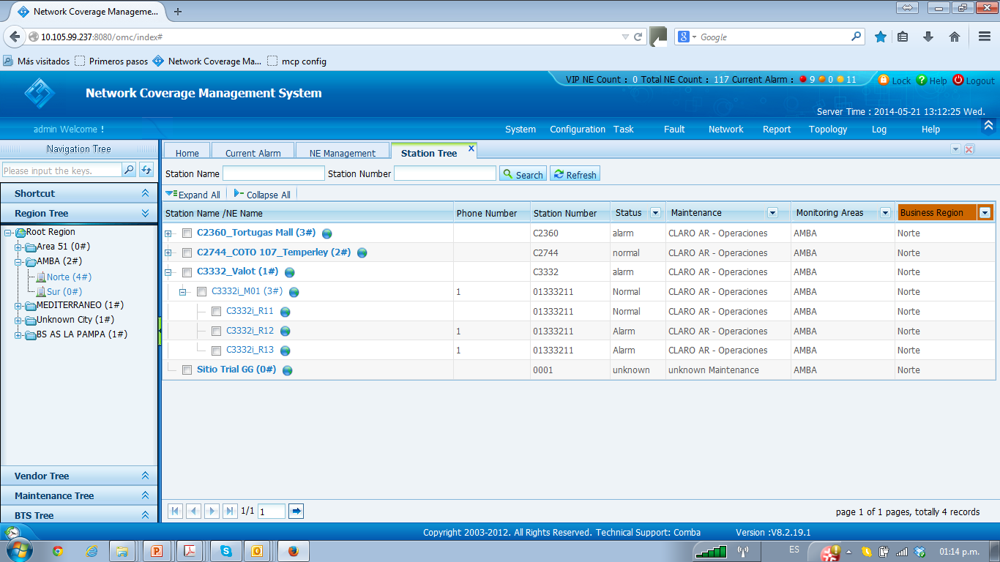 Network Coverage Manageme...
10.105.99.237:8080/omc/index#
Google
Más visitados Primeros pasos Network Coverage Ma... mcp config
VIP NE Count : 0 Total NE Count : 117 Current Alarm : 9 0 11 Lock Help Logout
Network Coverage Management System
Server Time : 2014-05-21 13:12:25 Wed.
admin Welcome ! System Configuration Task Fault Network Report Topology Log Help
Navigation Tree
Home Current Alarm NE Management Station Tree X
Please input the keys.
Station Name Station Number Search Refresh
Shortcut
Expand All Collapse All
Region Tree
Station Name /NE Name Phone Number Station Number Status Maintenance Monitoring Areas Business Region
Root Region
Area 51 (0#)
AMBA (2#)
Norte (4#)
Sur (0#)
MEDITERRANEO (1#)
Unknown City (1#)
BS AS LA PAMPA (1#)
C2360_Tortugas Mall (3#) C2360 alarm CLARO AR - Operaciones AMBA Norte
C2744_COTO 107_Temperley (2#) C2744 normal CLARO AR - Operaciones AMBA Norte
C3332_Valot (1#) C3332 alarm CLARO AR - Operaciones AMBA Norte
C3332i_M01 (3#) 1 01333211 Normal CLARO AR - Operaciones AMBA Norte
C3332i_R11 01333211 Normal CLARO AR - Operaciones AMBA Norte
C3332i_R12 1 01333211 Alarm CLARO AR - Operaciones AMBA Norte
C3332i_R13 1 01333211 Alarm CLARO AR - Operaciones AMBA Norte
Sitio Trial GG (0#) 0001 unknown unknown Maintenance AMBA Norte
Vendor Tree
Maintenance Tree
BTS Tree
1/1 1 page 1 of 1 pages, totally 4 records
Copyright 2003-2012. All Rights Reserved. Technical Support: Comba Version :V8.2.19.1
ES 01:14 p.m.